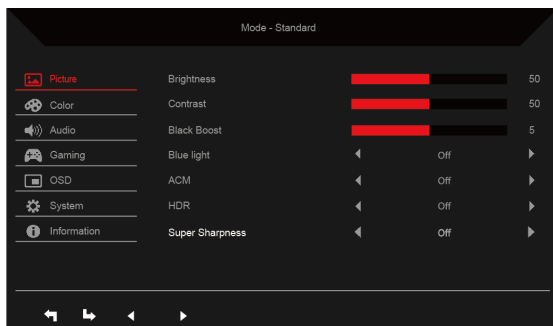 Mode - Standard
Picture
Brightness 50
Color
Contrast 50
Audio
Black Boost 5
Gaming
Blue light Off
OSD
ACM Off
System
HDR Off
Information
Super Sharpness Off